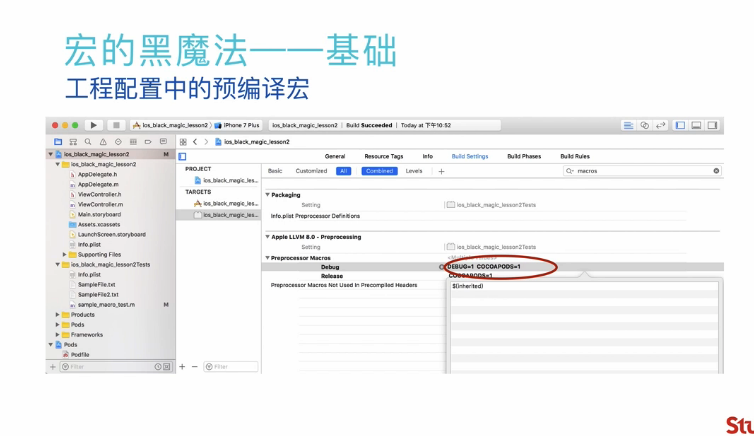 宏的黑魔法——基础
工程配置中的预编译宏
ios_black_magic_lesson2 〉 iPhone 7 Plus
ios_black_magic_lesson2 | Build Succeeded | Today at 下午10:52
ios_black_magic_lesson2 M
ios_black_magic_lesson2
AppDelegate.h
AppDelegate.m
ViewController.h
ViewController.m
Main.storyboard
Assets.xcassets
LaunchScreen.storyboard
Info.plist
Supporting Files
ios_black_magic_lesson2Tests
Info.plist
SampleFile.txt
SampleFile2.txt
sample_macro_test.m M
Products
Pods
Frameworks
Pods
Podfile
Filter
ios_black_magic_lesson2
General Resource Tags Info Build Settings Build Phases Build Rules
PROJECT
ios_black_magic_les...
TARGETS
ios_black_magic_les...
ios_black_magic_les...
Filter
Basic Customized All Combined Levels + macros
Packaging
Setting ios_black_magic_lesson2Tests
Info.plist Preprocessor Definitions
Apple LLVM 8.0 - Preprocessing
Setting ios_black_magic_lesson2Tests
Preprocessor Macros
Debug DEBUG=1 COCOAPODS=1
Release COCOAPODS=1
Preprocessor Macros Not Used In Precompiled Headers
$(inherited)